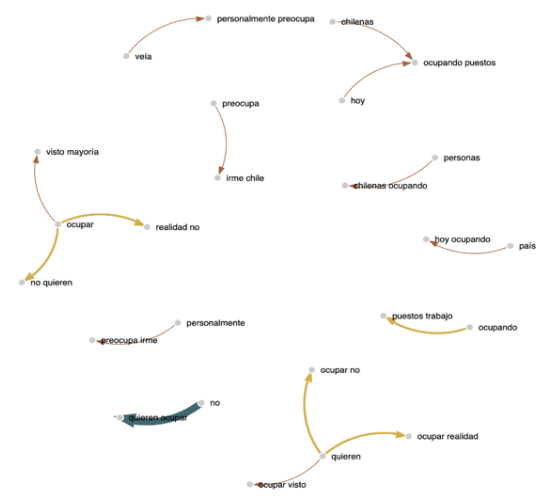 personalmente preocupa
chilenas
veía
ocupando puestos
preocupa
hoy
visto mayoría
personas
irme chile
chilenas ocupando
ocupar
realidad no
hoy ocupando
país
no quieren
puestos trabajo
personalmente
ocupando
preocupa irme
ocupar no
no
quieren ocupar
ocupar realidad
quieren
ocupar visto